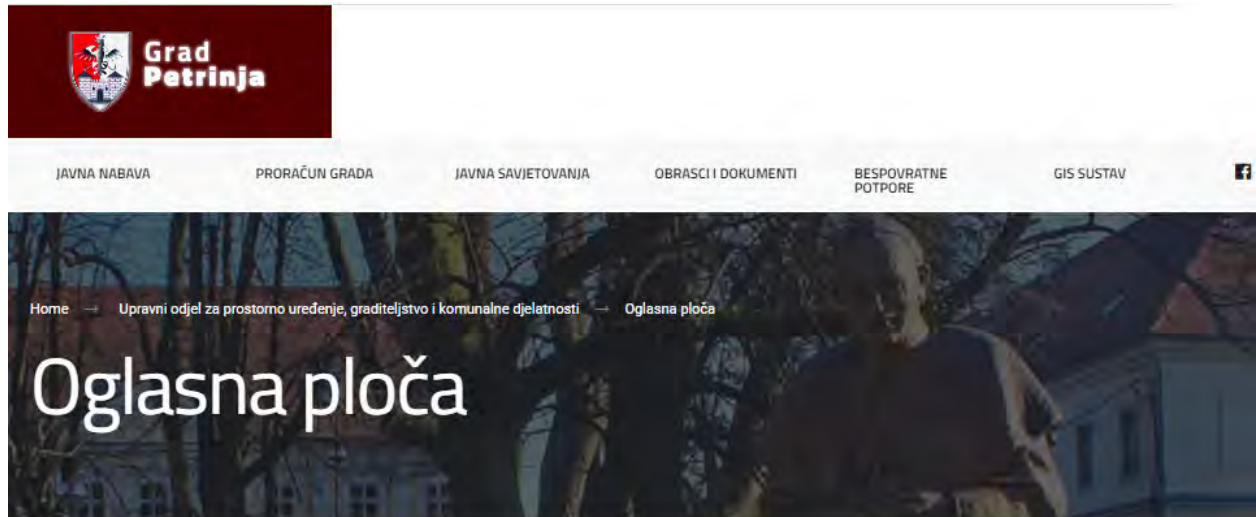 Grad
Petrinja
JAVNA NABAVA
PRORAČUN GRADA
JAVNA SAVJETOVANJA
OBRASCI I DOKUMENTI
BESPOVRATNE
POTPORE
GIS SUSTAV
Home → Upravni odjel za prostorno uređenje, graditeljstvo i komunalne djelatnosti → Oglasna ploča
Oglasna ploča